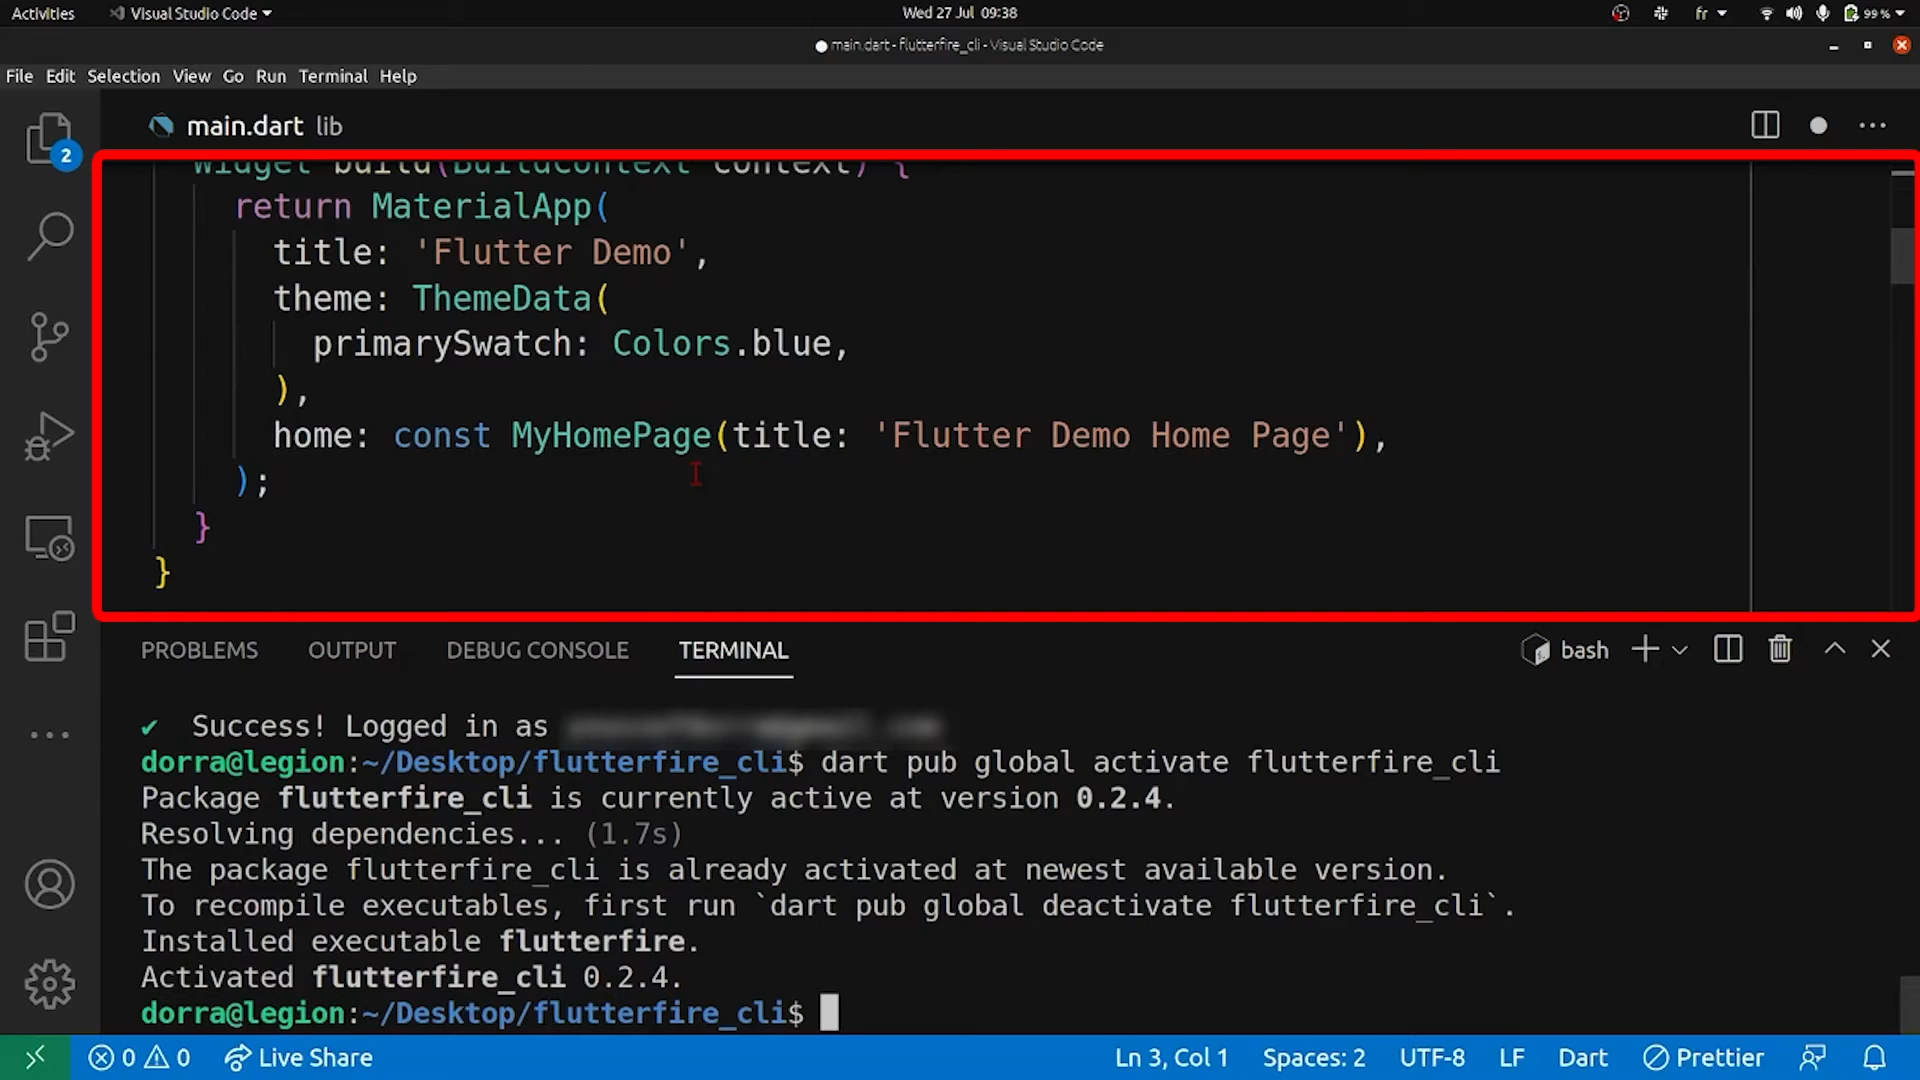 Activities Visual Studio Code Wed 27 Jul 09:38 fr 99 %
main.dart - flutterfire_cli - Visual Studio Code
File Edit Selection View Go Run Terminal Help
main.dart lib
2
Widget build(BuildContext context) {
return MaterialApp(
title: 'Flutter Demo',
theme: ThemeData(
primarySwatch: Colors.blue,
),
home: const MyHomePage(title: 'Flutter Demo Home Page'),
);
}
}
PROBLEMS OUTPUT DEBUG CONSOLE TERMINAL bash
✔ Success! Logged in as
dorra@legion:~/Desktop/flutterfire_cli$ dart pub global activate flutterfire_cli
Package flutterfire_cli is currently active at version 0.2.4.
Resolving dependencies... (1.7s)
The package flutterfire_cli is already activated at newest available version.
To recompile executables, first run `dart pub global deactivate flutterfire_cli`.
Installed executable flutterfire.
Activated flutterfire_cli 0.2.4.
dorra@legion:~/Desktop/flutterfire_cli$
0 0 Live Share Ln 3, Col 1 Spaces: 2 UTF-8 LF Dart Prettier